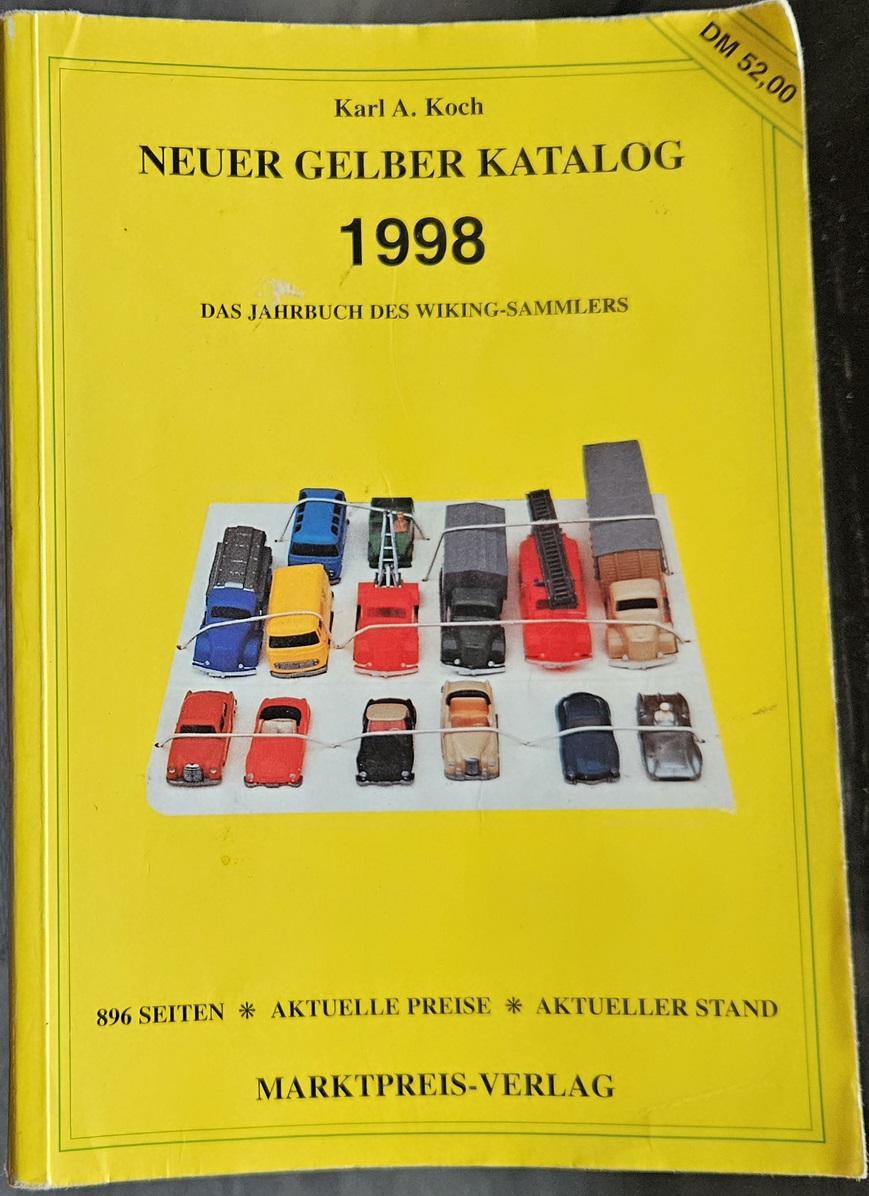 DM 52,00
Karl A. Koch
NEUER GELBER KATALOG
1998
DAS JAHRBUCH DES WIKING-SAMMLERS
896 SEITEN ✳ AKTUELLE PREISE ✳ AKTUELLER STAND
MARKTPREIS-VERLAG